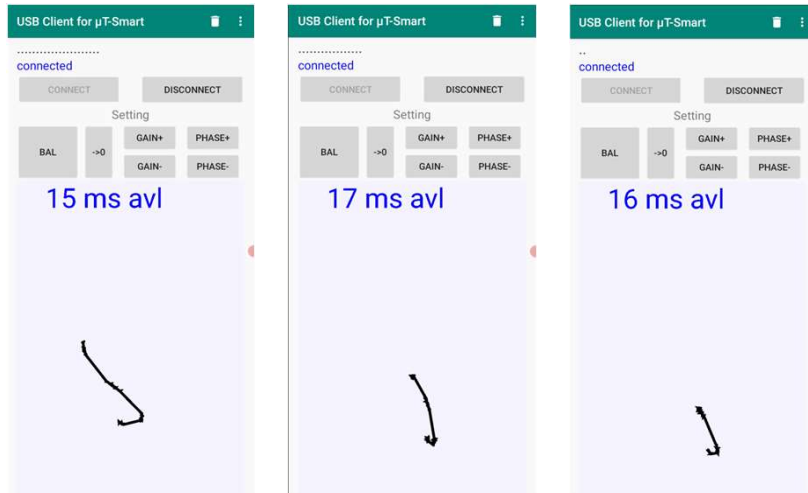 USB Client for µT-Smart
......................
connected
CONNECT DISCONNECT
Setting
BAL ->0 GAIN+ PHASE+
GAIN- PHASE-
15 ms avl
USB Client for µT-Smart
.................
connected
CONNECT DISCONNECT
Setting
BAL ->0 GAIN+ PHASE+
GAIN- PHASE-
17 ms avl
USB Client for µT-Smart
..
connected
CONNECT DISCONNECT
Setting
BAL ->0 GAIN+ PHASE+
GAIN- PHASE-
16 ms avl